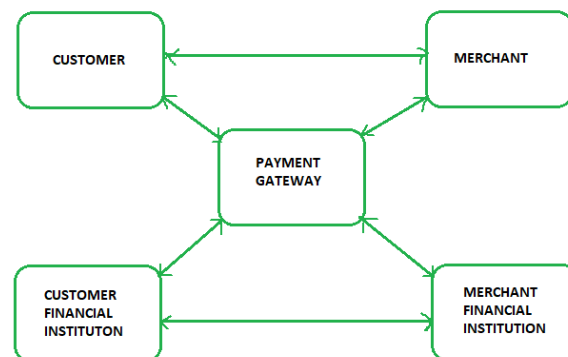 CUSTOMER
MERCHANT
PAYMENT
GATEWAY
CUSTOMER
FINANCIAL
INSTITUTON
MERCHANT
FINANCIAL
INSTITUTION